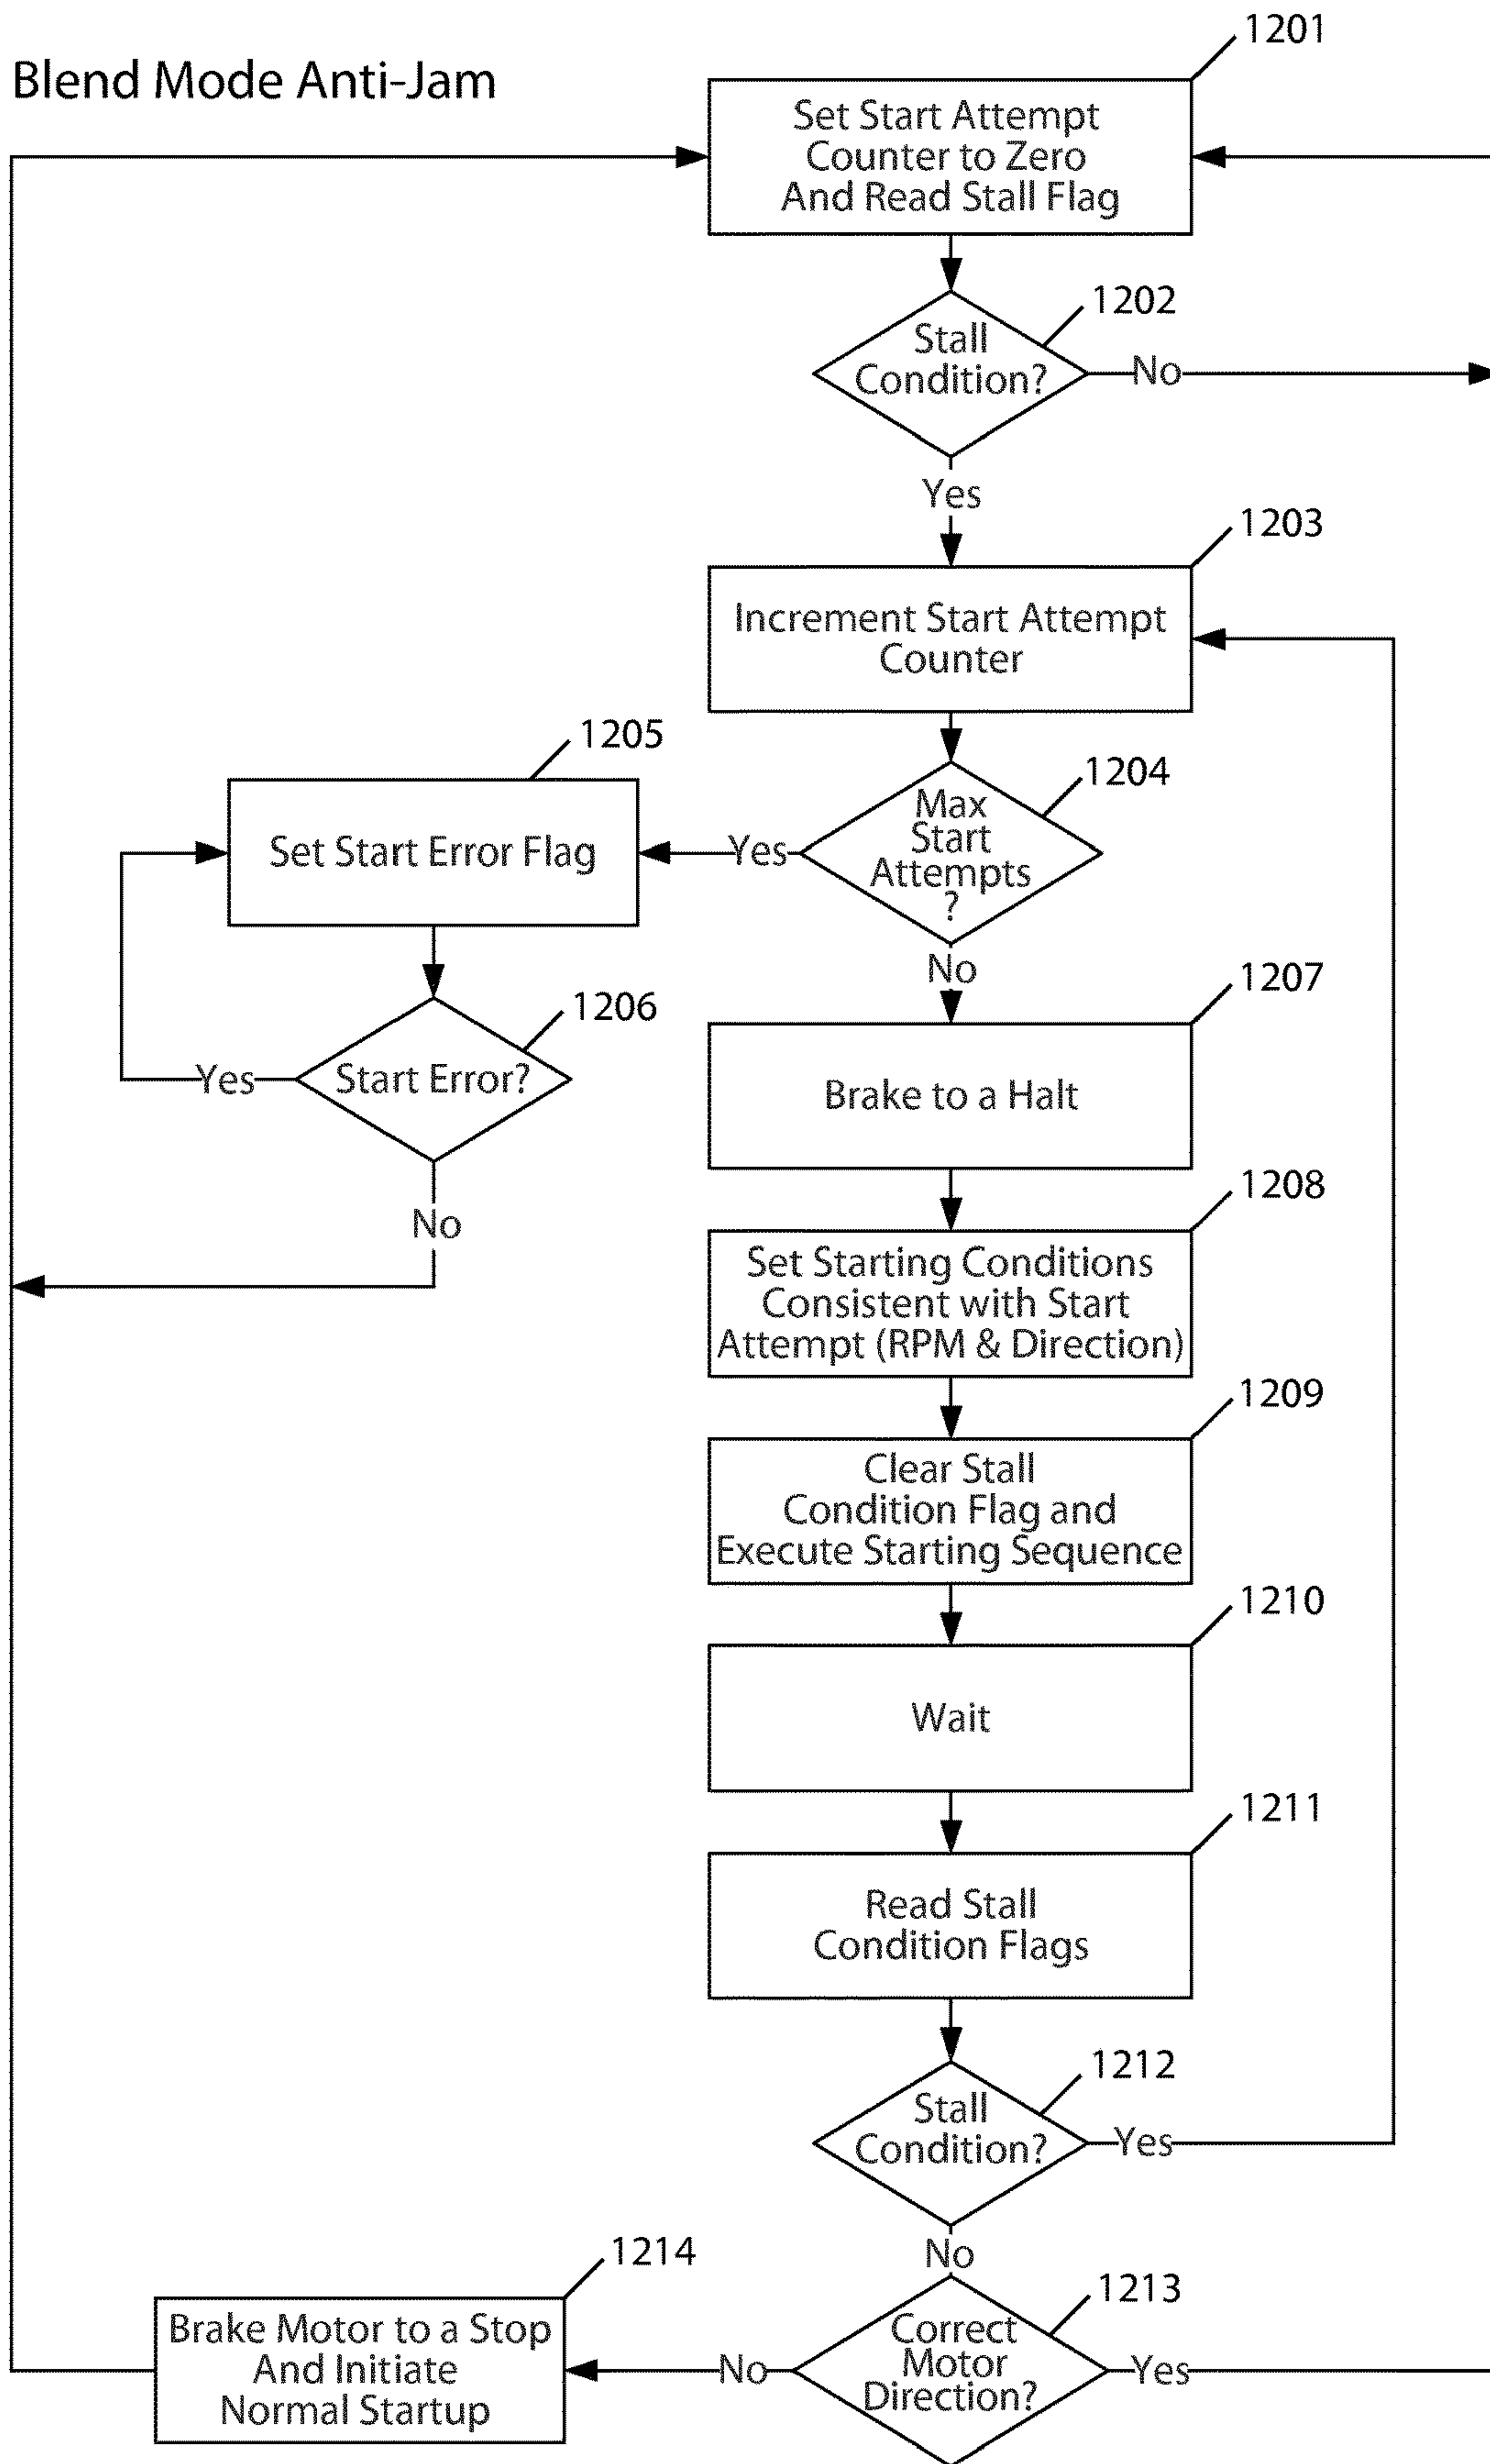 Blend Mode Anti-Jam
1201
Set Start Attempt
Counter to Zero
And Read Stall Flag
1202
Stall
Condition?
No
Yes
1203
Increment Start Attempt
Counter
1204
Max
Start
Attempts
?
Yes
1205
Set Start Error Flag
1206
Start Error?
Yes
No
No
1207
Brake to a Halt
1208
Set Starting Conditions
Consistent with Start
Attempt (RPM & Direction)
1209
Clear Stall
Condition Flag and
Execute Starting Sequence
1210
Wait
1211
Read Stall
Condition Flags
1212
Stall
Condition?
Yes
No
1213
Correct
Motor
Direction?
Yes
No
1214
Brake Motor to a Stop
And Initiate
Normal Startup